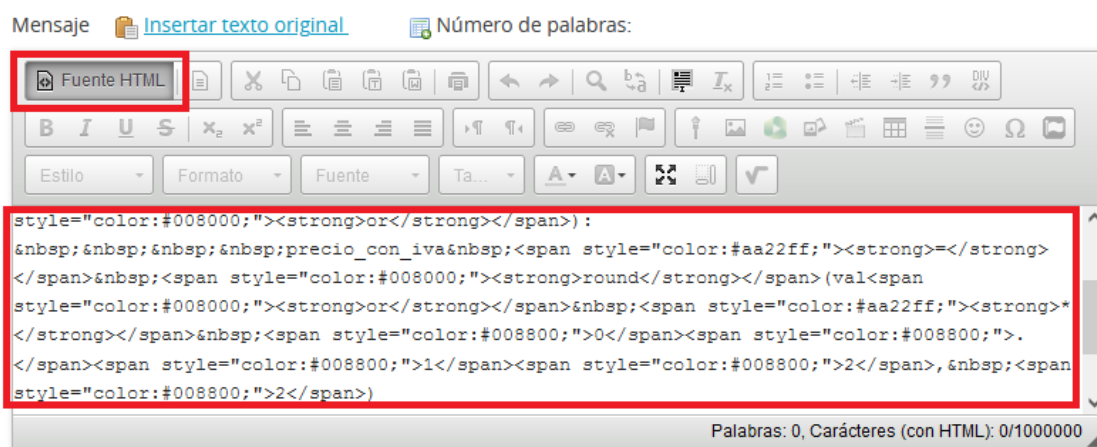 Mensaje Insertar texto original Número de palabras:
Fuente HTML
B I U S x₂ x²
Estilo Formato Fuente Ta... A A
style="color:#008000;"><strong>or</strong></span>):
&nbsp;&nbsp;&nbsp;&nbsp;precio_con_iva&nbsp;<span style="color:#aa22ff;"><strong>=</strong>
</span>&nbsp;<span style="color:#008000;"><strong>round</strong></span>(val<span
style="color:#008000;"><strong>or</strong></span>&nbsp;<span style="color:#aa22ff;"><strong>*
</strong></span>&nbsp;<span style="color:#008800;">0</span><span style="color:#008800;">.
</span><span style="color:#008800;">1</span><span style="color:#008800;">2</span>,&nbsp;<span
style="color:#008800;">2</span>)
Palabras: 0, Carácteres (con HTML): 0/1000000